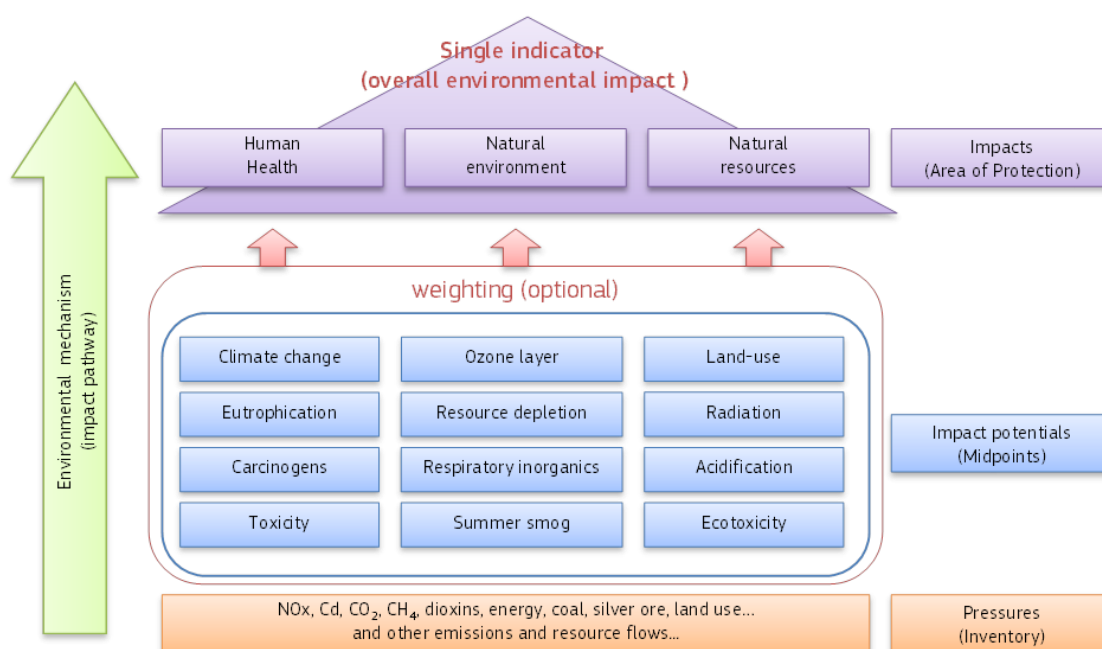 Single indicator
(overall environmental impact )
Human
Health
Natural
environment
Natural
resources
Impacts
(Area of Protection)
Environmental mechanism
(impact pathway)
weighting (optional)
Climate change
Ozone layer
Land-use
Eutrophication
Resource depletion
Radiation
Carcinogens
Respiratory inorganics
Acidification
Toxicity
Summer smog
Ecotoxicity
Impact potentials
(Midpoints)
NOx, Cd, CO₂, CH₄, dioxins, energy, coal, silver ore, land use...
and other emissions and resource flows...
Pressures
(Inventory)